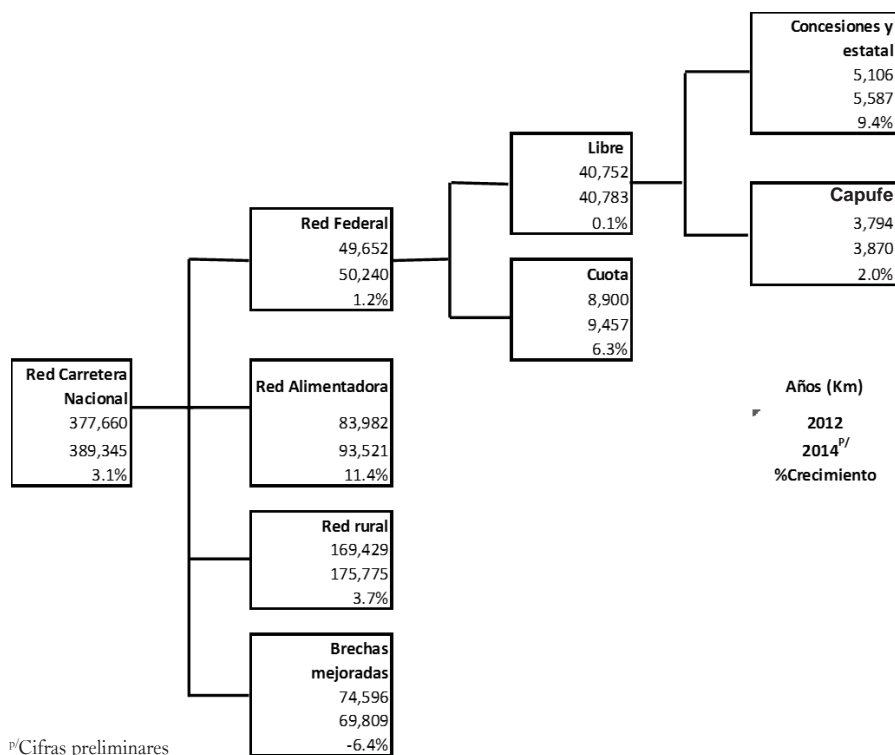 Concesiones y
estatal
5,106
5,587
9.4%
Libre
40,752
40,783
0.1%
Capufe
3,794
3,870
2.0%
Red Federal
49,652
50,240
1.2%
Cuota
8,900
9,457
6.3%
Red Carretera
Nacional
377,660
389,345
3.1%
Red Alimentadora
83,982
93,521
11.4%
Años (Km)
2012
2014P/
%Crecimiento
Red rural
169,429
175,775
3.7%
Brechas
mejoradas
74,596
69,809
-6.4%
p/Cifras preliminares